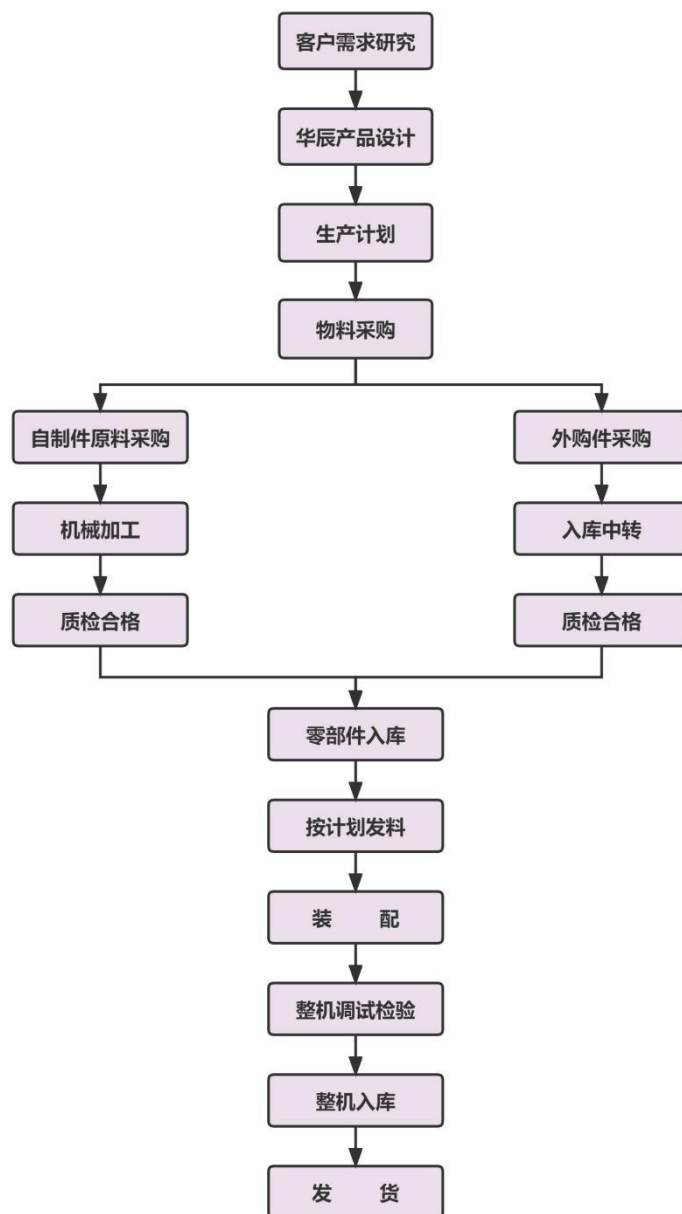 客户需求研究
华辰产品设计
生产计划
物料采购
自制件原料采购
外购件采购
机械加工
入库中转
质检合格
质检合格
零部件入库
按计划发料
装 配
整机调试检验
整机入库
发 货